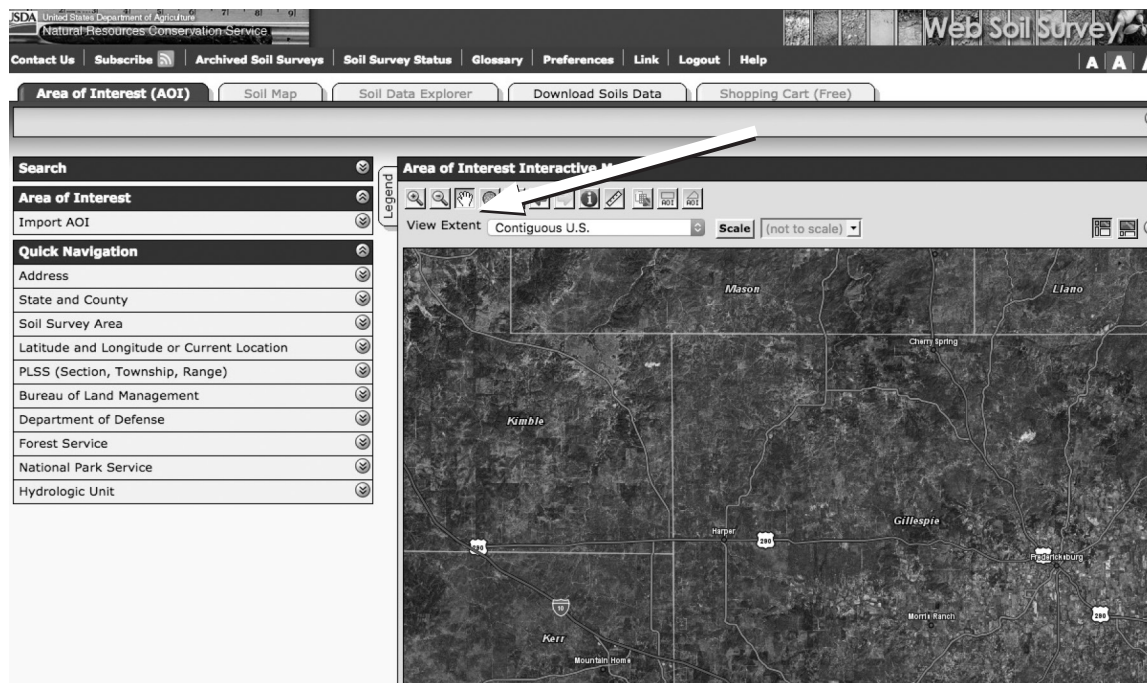 USDA United States Department of Agriculture
Natural Resources Conservation Service
Web Soil Survey
Contact Us Subscribe Archived Soil Surveys Soil Survey Status Glossary Preferences Link Logout Help
A A
Area of Interest (AOI) Soil Map Soil Data Explorer Download Soils Data Shopping Cart (Free)
Search
Area of Interest
Import AOI
Quick Navigation
Address
State and County
Soil Survey Area
Latitude and Longitude or Current Location
PLSS (Section, Township, Range)
Bureau of Land Management
Department of Defense
Forest Service
National Park Service
Hydrologic Unit
Legend
Area of Interest Interactive
AOI AOI
View Extent Contiguous U.S. Scale (not to scale)
Mason
Llano
Cherry Spring
Kimble
Gillespie
Harper
290
290
Fredericksburg
10
Morris Ranch
290
Kerr
Mountain Home